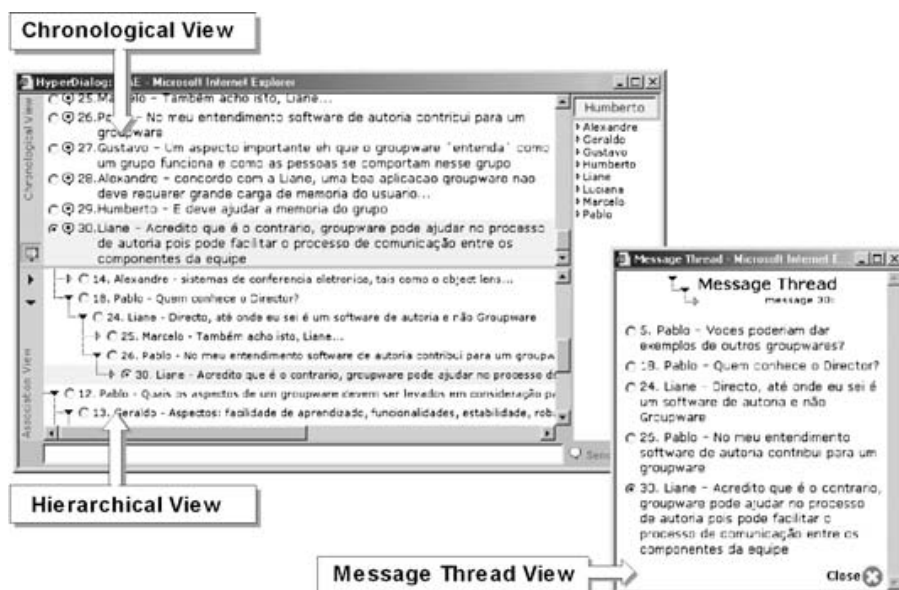 Chronological View
HyperDialog: AE - Microsoft Internet Explorer
Chronological View
25. Marcelo - Também acho isto, Liane...
26. Pablo - No meu entendimento software de autoria contribui para um
groupware
27. Gustavo - Um aspecto importante eh que o groupware `entenda´ como
um grupo funciona e como as pessoas se comportam nesse grupo
28. Alexandre - concordo com a Liane, uma boa aplicacao groupware nao
deve requerer grande carga de memoria do usuario...
29. Humberto - E deve ajudar a memoria do grupo
30. Liane - Acredito que é o contrario, groupware pode ajudar no processo
de autoria pois pode facilitar o processo de comunicação entre os
componentes da equipe
Humberto
Alexandre
Geraldo
Gustavo
Humberto
Liane
Luciana
Marcelo
Pablo
Association View
14. Alexandre - sistemas de conferencia eletronica, tais como o object lens...
18. Pablo - Quem conhece o Director?
24. Liane - Directo, até onde eu sei é um software de autoria e não Groupware
25. Marcelo - Também acho isto, Liane...
26. Pablo - No meu entendimento software de autoria contribui para um groupwa
30. Liane - Acredito que é o contrario, groupware pode ajudar no processo de
12. Pablo - Quais os aspectos de um groupware devem ser levados em consideração pa
13. Geraldo - Aspectos: facilidade de aprendizado, funcionalidades, estabilidade, rob
Send
Hierarchical View
Message Thread - Microsoft Internet E...
Message Thread
message 30:
5. Pablo - Voces poderiam dar
exemplos de outros groupwares?
18. Pablo - Quem conhece o Director?
24. Liane - Directo, até onde eu sei é
um software de autoria e não
Groupware
26. Pablo - No meu entendimento
software de autoria contribui para um
groupware
30. Liane - Acredito que é o contrario,
groupware pode ajudar no processo
de autoria pois pode facilitar o
processo de comunicação entre os
componentes da equipe
Close
Message Thread View